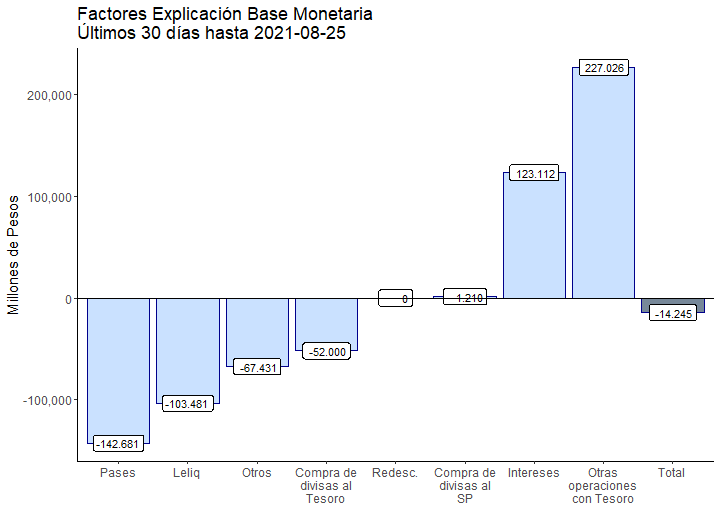 Factores Explicación Base Monetaria
Últimos 30 días hasta 2021-08-25
Millones de Pesos
200,000
100,000
0
-100,000
-142.681
-103.481
-67.431
-52.000
0
1.210
123.112
227.026
-14.245
Pases
Leliq
Otros
Compra de
divisas al
Tesoro
Redesc.
Compra de
divisas al
SP
Intereses
Otras
operaciones
con Tesoro
Total